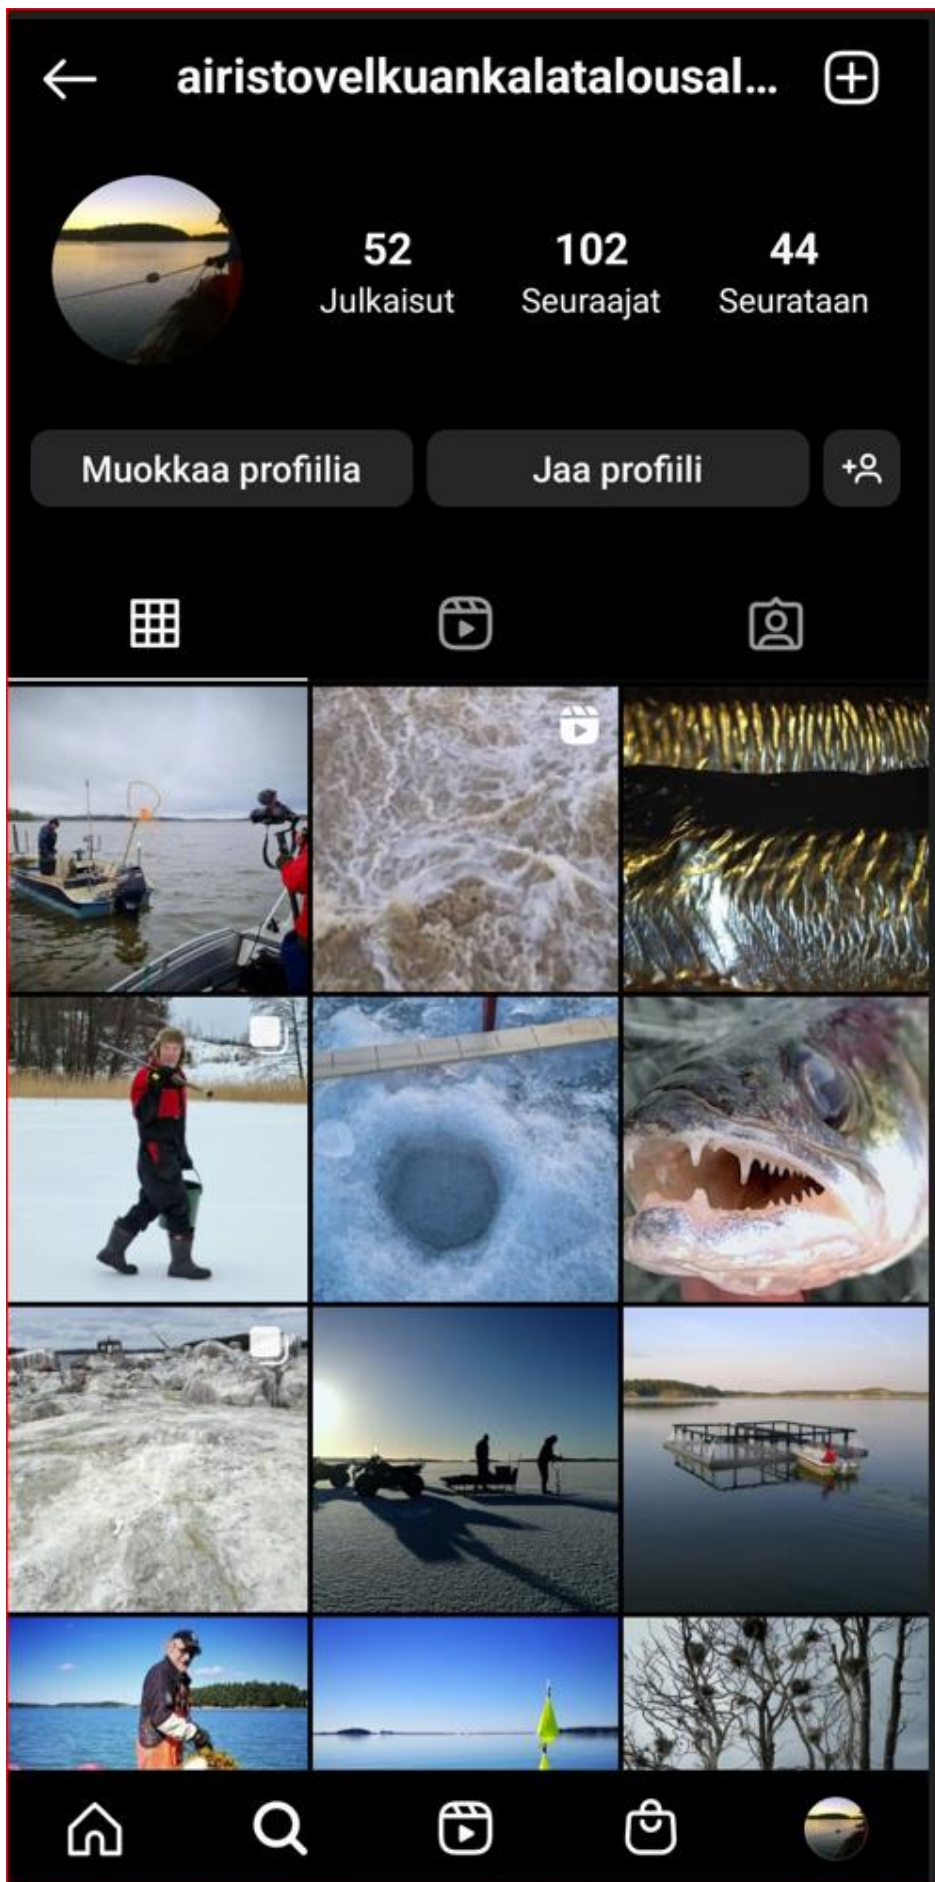 airistovelkuankalatalousal...
52 102 44
Julkaisut Seuraajat Seurataan
Muokkaa profiilia Jaa profiili